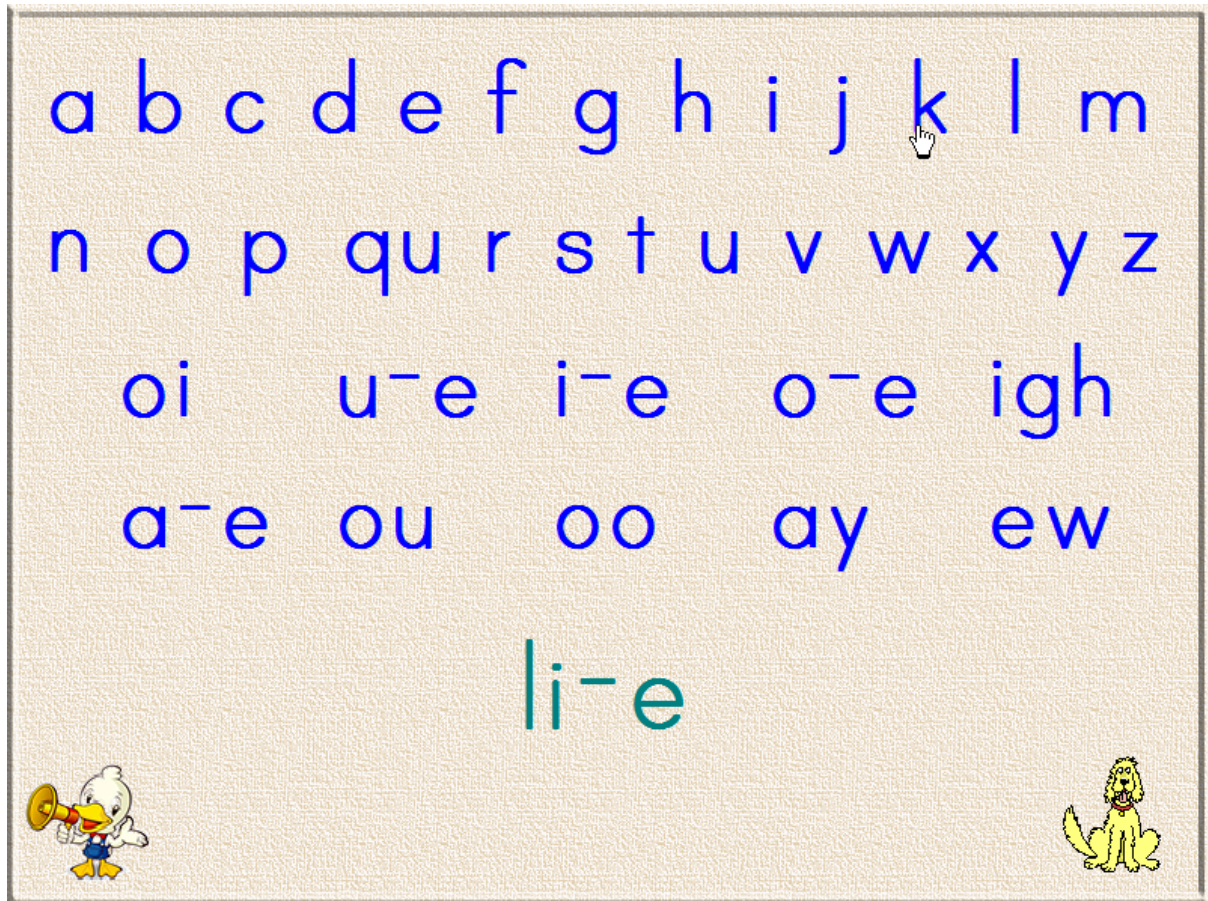 a b c d e f g h i j k l m
n o p qu r s t u v w x y z
oi u-e i-e o-e igh
a-e ou oo ay ew
li-e